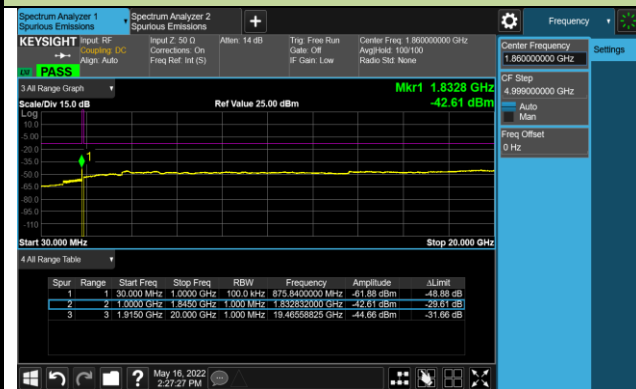 Spectrum Analyzer 1
Spurious Emissions
Spectrum Analyzer 2
Spurious Emissions
+
Frequency
KEYSIGHT
Input: RF
Coupling: DC
Align: Auto
Input Z: 50 Ω
Corrections: On
Freq Ref: Int (S)
Atten: 14 dB
Trig: Free Run
Gate: Off
IF Gain: Low
Center Freq: 1.860000000 GHz
Avg|Hold: 100/100
Radio Std: None
PASS
Center Frequency
1.860000000 GHz
Settings
CF Step
4.999000000 GHz
Auto
Man
Freq Offset
0 Hz
3 All Range Graph
Mkr1 1.8328 GHz
Scale/Div 15.0 dB
Ref Value 25.00 dBm
-42.61 dBm
Log
10.0
-5.00
-20.0
-35.0
-50.0
-65.0
-80.0
-95.0
-110
1
Start 30.000 MHz
Stop 20.000 GHz
4 All Range Table
Spur Range Start Freq Stop Freq RBW Frequency Amplitude ΔLimit
1 1 30.000 MHz 1.0000 GHz 100.0 kHz 875.8400000 MHz -61.88 dBm -48.88 dB
2 2 1.0000 GHz 1.8450 GHz 1.000 MHz 1.832832000 GHz -42.61 dBm -29.61 dB
3 3 1.9150 GHz 20.000 GHz 1.000 MHz 19.46558825 GHz -44.66 dBm -31.66 dB
?
May 16, 2022
2:27:27 PM